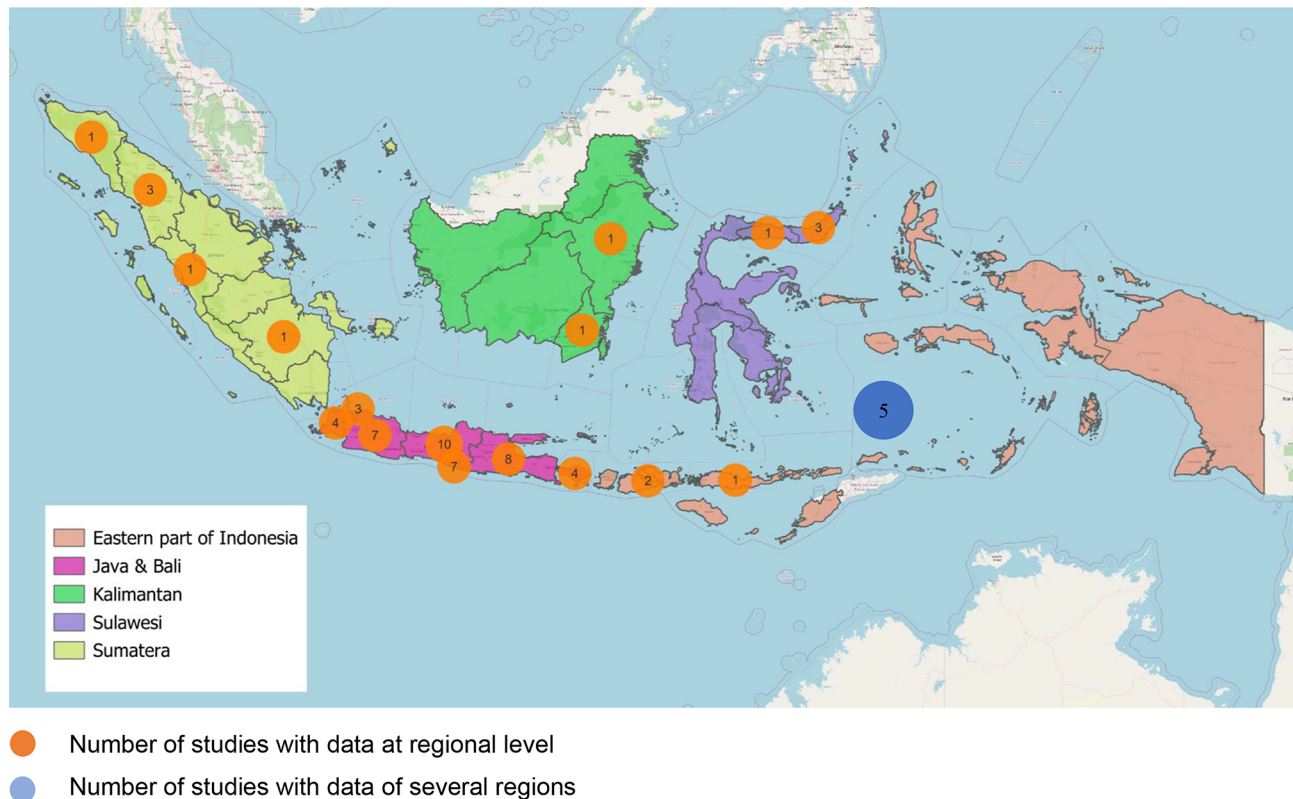 1
3
1
1
1
1
1
3
3
4
7
10
7
8
4
2
1
5
Eastern part of Indonesia
Java & Bali
Kalimantan
Sulawesi
Sumatera
Number of studies with data at regional level
Number of studies with data of several regions